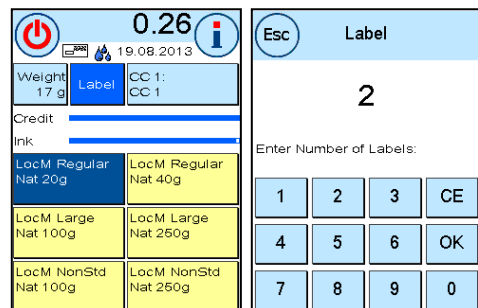 0.26
19.08.2013
Weight
17 g
Label
CC 1:
CC 1
Credit
Ink
LocM Regular
Nat 20g
LocM Regular
Nat 40g
LocM Large
Nat 100g
LocM Large
Nat 250g
LocM NonStd
Nat 100g
LocM NonStd
Nat 250g
Esc
Label
2
Enter Number of Labels:
1 2 3 CE
4 5 6 OK
7 8 9 0